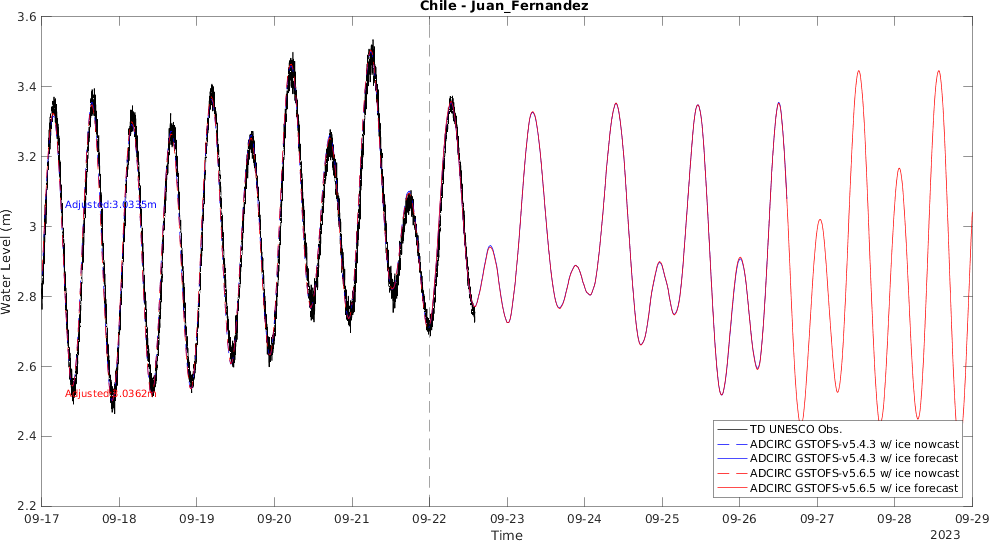 Chile - Juan_Fernandez
3.6
3.4
3.2
3
2.8
2.6
2.4
2.2
Water Level (m)
Adjusted:3.0335m
Adjusted:3.0362m
TD UNESCO Obs.
ADCIRC GSTOFS-v5.4.3 w/ ice nowcast
ADCIRC GSTOFS-v5.4.3 w/ ice forecast
ADCIRC GSTOFS-v5.6.5 w/ ice nowcast
ADCIRC GSTOFS-v5.6.5 w/ ice forecast
09-17 09-18 09-19 09-20 09-21 09-22 09-23 09-24 09-25 09-26 09-27 09-28 09-29
Time
2023